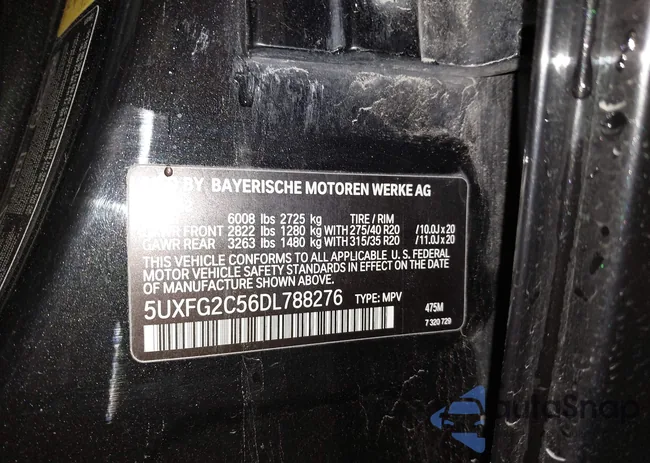 BY BAYERISCHE MOTOREN WERKE AG
6008 lbs 2725 kg TIRE / RIM
GAWR FRONT 2822 lbs 1280 kg WITH 275/40 R20 /10.0J x 20
GAWR REAR 3263 lbs 1480 kg WITH 315/35 R20 /11.0J x 20
THIS VEHICLE CONFORMS TO ALL APPLICABLE U.S. FEDERAL
MOTOR VEHICLE SAFETY STANDARDS IN EFFECT ON THE DATE
OF MANUFACTURE SHOWN ABOVE.
5UXFG2C56DL788276 TYPE: MPV 475M
7 320 729
autoSnap